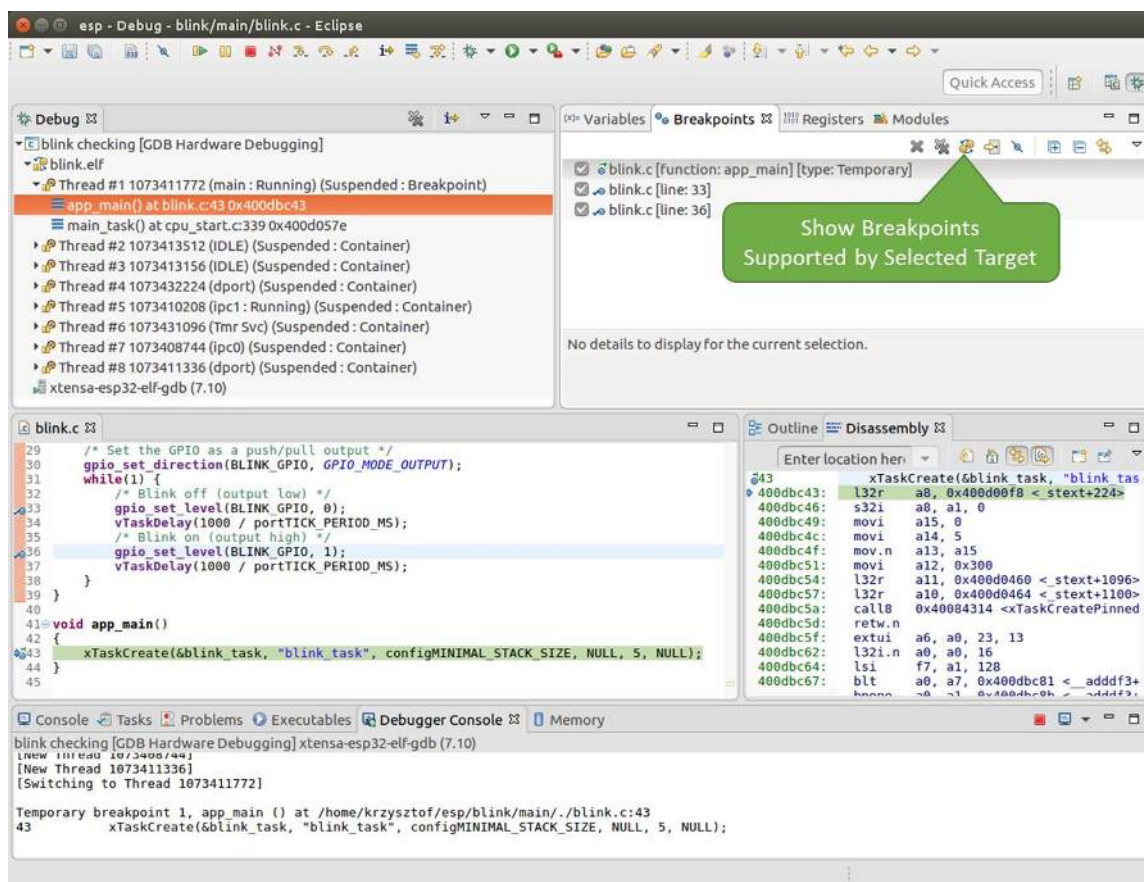 esp - Debug - blink/main/blink.c - Eclipse
Quick Access
Debug
blink checking [GDB Hardware Debugging]
blink.elf
Thread #1 1073411772 (main : Running) (Suspended : Breakpoint)
app_main() at blink.c:43 0x400dbc43
main_task() at cpu_start.c:339 0x400d057e
Thread #2 1073413512 (IDLE) (Suspended : Container)
Thread #3 1073413156 (IDLE) (Suspended : Container)
Thread #4 1073432224 (dport) (Suspended : Container)
Thread #5 1073410208 (ipc1 : Running) (Suspended : Container)
Thread #6 1073431096 (Tmr Svc) (Suspended : Container)
Thread #7 1073408744 (ipc0) (Suspended : Container)
Thread #8 1073411336 (dport) (Suspended : Container)
xtensa-esp32-elf-gdb (7.10)
(x)= Variables Breakpoints Registers Modules
blink.c [function: app_main] [type: Temporary]
blink.c [line: 33]
blink.c [line: 36]
Show Breakpoints
Supported by Selected Target
No details to display for the current selection.
blink.c
29 /* Set the GPIO as a push/pull output */
30 gpio_set_direction(BLINK_GPIO, GPIO_MODE_OUTPUT);
31 while(1) {
32 /* Blink off (output low) */
33 gpio_set_level(BLINK_GPIO, 0);
34 vTaskDelay(1000 / portTICK_PERIOD_MS);
35 /* Blink on (output high) */
36 gpio_set_level(BLINK_GPIO, 1);
37 vTaskDelay(1000 / portTICK_PERIOD_MS);
38 }
39 }
40
41 void app_main()
42 {
43 xTaskCreate(&blink_task, "blink_task", configMINIMAL_STACK_SIZE, NULL, 5, NULL);
44 }
45
Outline Disassembly
Enter location her
43 xTaskCreate(&blink_task, "blink_tas
400dbc43: l32r a8, 0x400d00f8 <_stext+224>
400dbc46: s32i a8, a1, 0
400dbc49: movi a15, 0
400dbc4c: movi a14, 5
400dbc4f: mov.n a13, a15
400dbc51: movi a12, 0x300
400dbc54: l32r a11, 0x400d0460 <_stext+1096>
400dbc57: l32r a10, 0x400d0464 <_stext+1100>
400dbc5a: call8 0x40084314 <xTaskCreatePinned
400dbc5d: retw.n
400dbc5f: extui a6, a0, 23, 13
400dbc62: l32i.n a0, a0, 16
400dbc64: lsi f7, a1, 128
400dbc67: blt a0, a7, 0x400dbc81 <__adddf3+
Console Tasks Problems Executables Debugger Console Memory
blink checking [GDB Hardware Debugging] xtensa-esp32-elf-gdb (7.10)
[New Thread 1073408744]
[New Thread 1073411336]
[Switching to Thread 1073411772]
Temporary breakpoint 1, app_main () at /home/krzysztof/esp/blink/main/./blink.c:43
43 xTaskCreate(&blink_task, "blink_task", configMINIMAL_STACK_SIZE, NULL, 5, NULL);